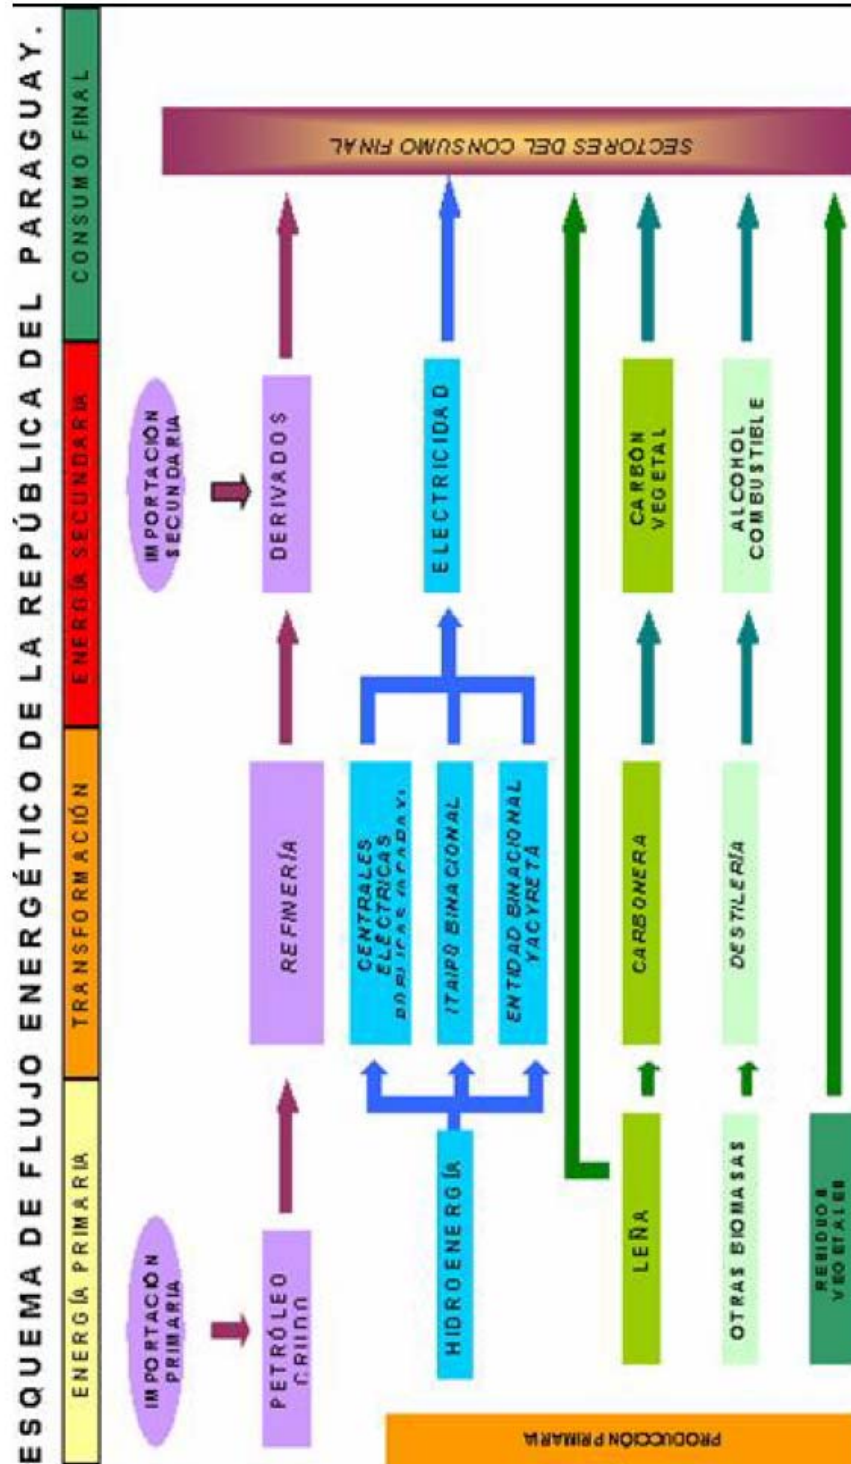 ESQUEMA DE FLUJO ENERGÉTICO DE LA REPÚBLICA DEL PARAGUAY.
ENERGÍA PRIMARIA
TRANSFORMACIÓN
ENERGÍA SECUNDARIA
CONSUMO FINAL
IMPORTACIÓN
PRIMARIA
IMPORTACIÓN
SECUNDARIA
PETRÓLEO
CRUDO
REFINERÍA
DERIVADOS
HIDROENERGÍA
CENTRALES
ELÉCTRICAS
PÚBLICAS (ACARAY)
ITAIPÚ BINACIONAL
ENTIDAD BINACIONAL
YACYRETÁ
ELECTRICIDAD
LEÑA
CARBONERA
CARBÓN
VEGETAL
OTRAS BIOMASAS
DESTILERÍA
ALCOHOL
COMBUSTIBLE
RESIDUOS
VEGETALES
PRODUCCIÓN PRIMARIA
SECTORES DEL CONSUMO FINAL